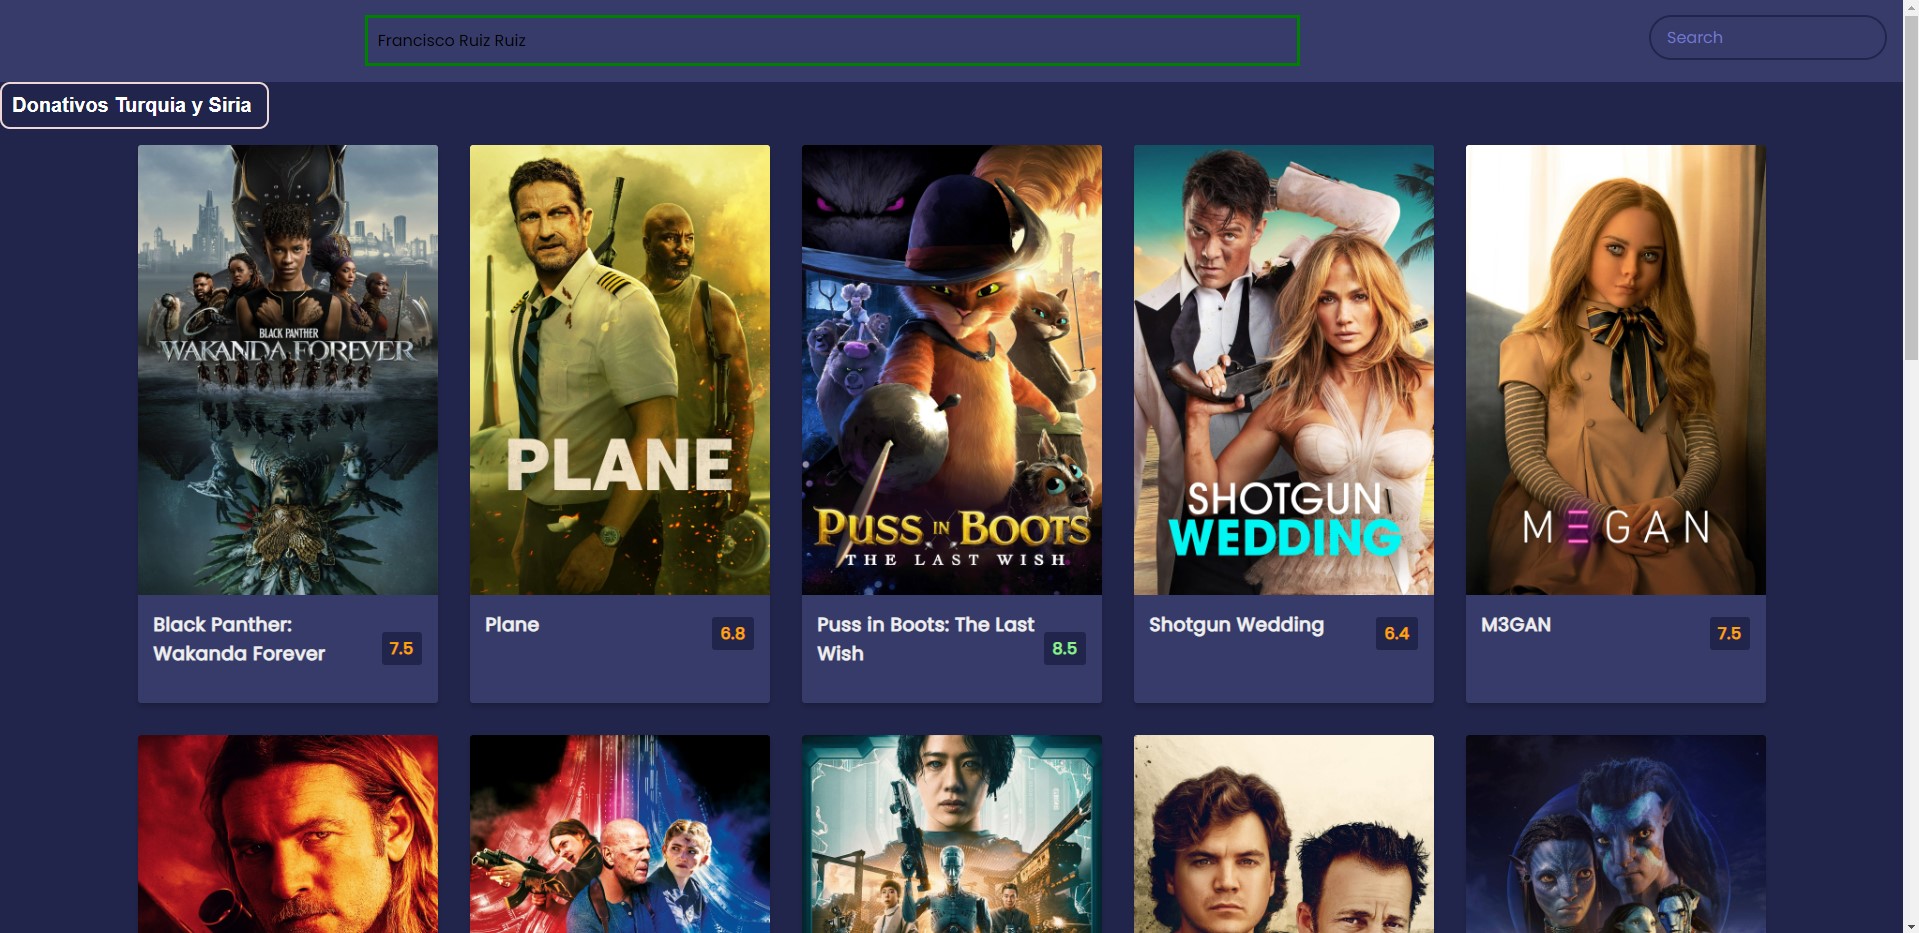 Francisco Ruiz Ruiz
Search
Donativos Turquia y Siria
BLACK PANTHER
WAKANDA FOREVER
PLANE
PUSS IN BOOTS
THE LAST WISH
SHOTGUN
WEDDING
M3GAN
Black Panther:
Wakanda Forever
7.5
Plane
6.8
Puss in Boots: The Last
Wish
8.5
Shotgun Wedding
6.4
M3GAN
7.5